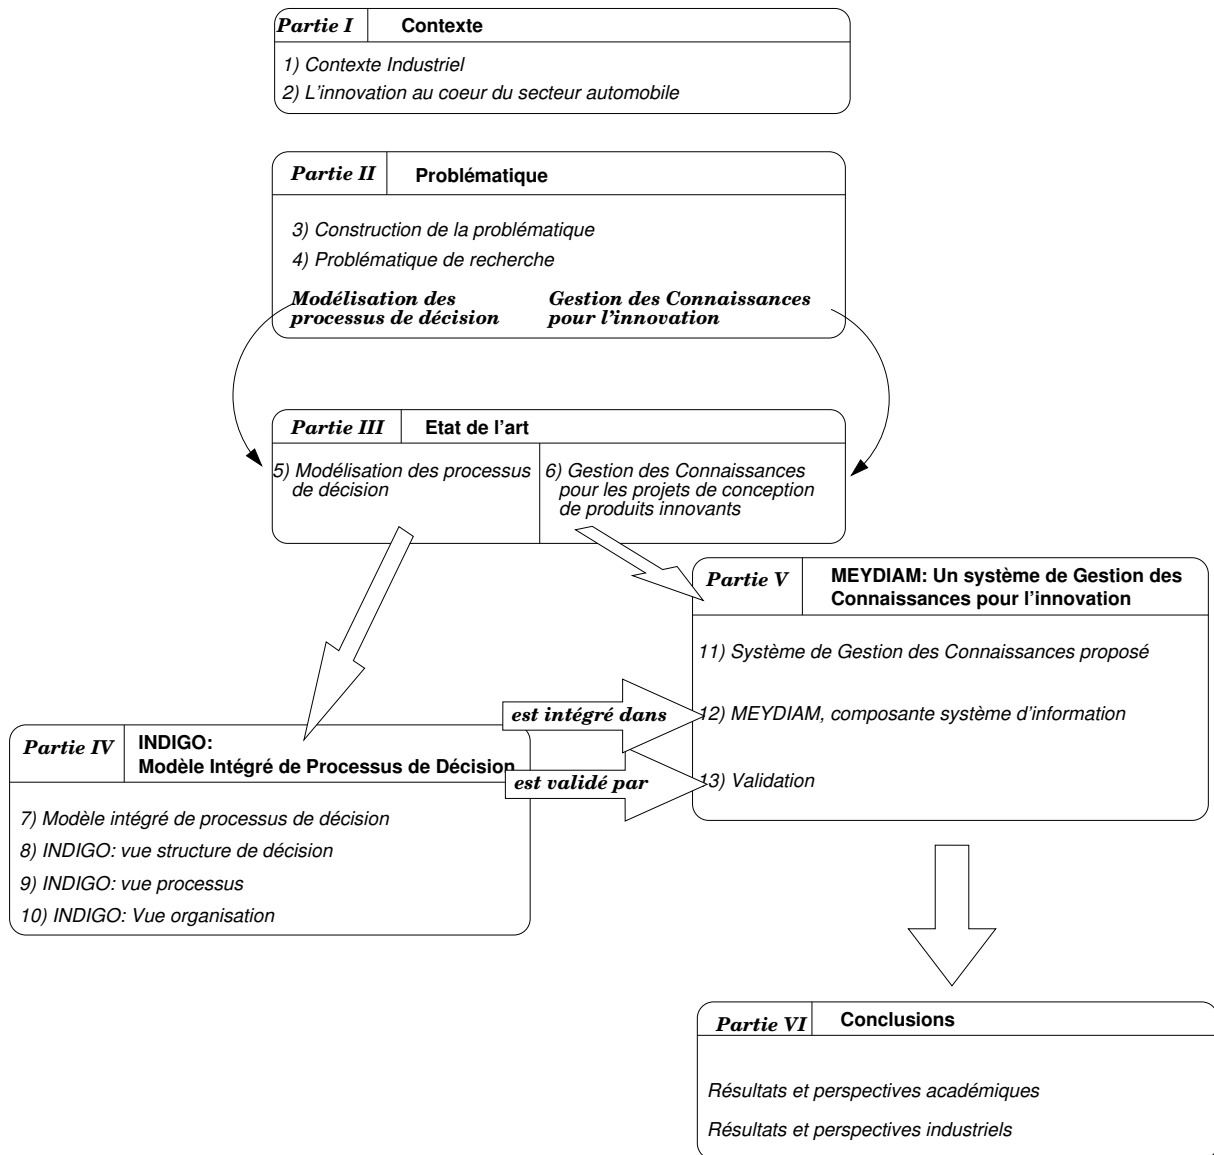 Partie I Contexte
1) Contexte Industriel
2) L'innovation au coeur du secteur automobile
Partie II Problématique
3) Construction de la problématique
4) Problématique de recherche
Modélisation des
processus de décision
Gestion des Connaissances
pour l'innovation
Partie III Etat de l'art
5) Modélisation des processus
de décision
6) Gestion des Connaissances
pour les projets de conception
de produits innovants
Partie V MEYDIAM: Un système de Gestion des
Connaissances pour l'innovation
11) Système de Gestion des Connaissances proposé
12) MEYDIAM, composante système d'information
13) Validation
est intégré dans
est validé par
Partie IV INDIGO:
Modèle Intégré de Processus de Décision
7) Modèle intégré de processus de décision
8) INDIGO: vue structure de décision
9) INDIGO: vue processus
10) INDIGO: Vue organisation
Partie VI Conclusions
Résultats et perspectives académiques
Résultats et perspectives industriels